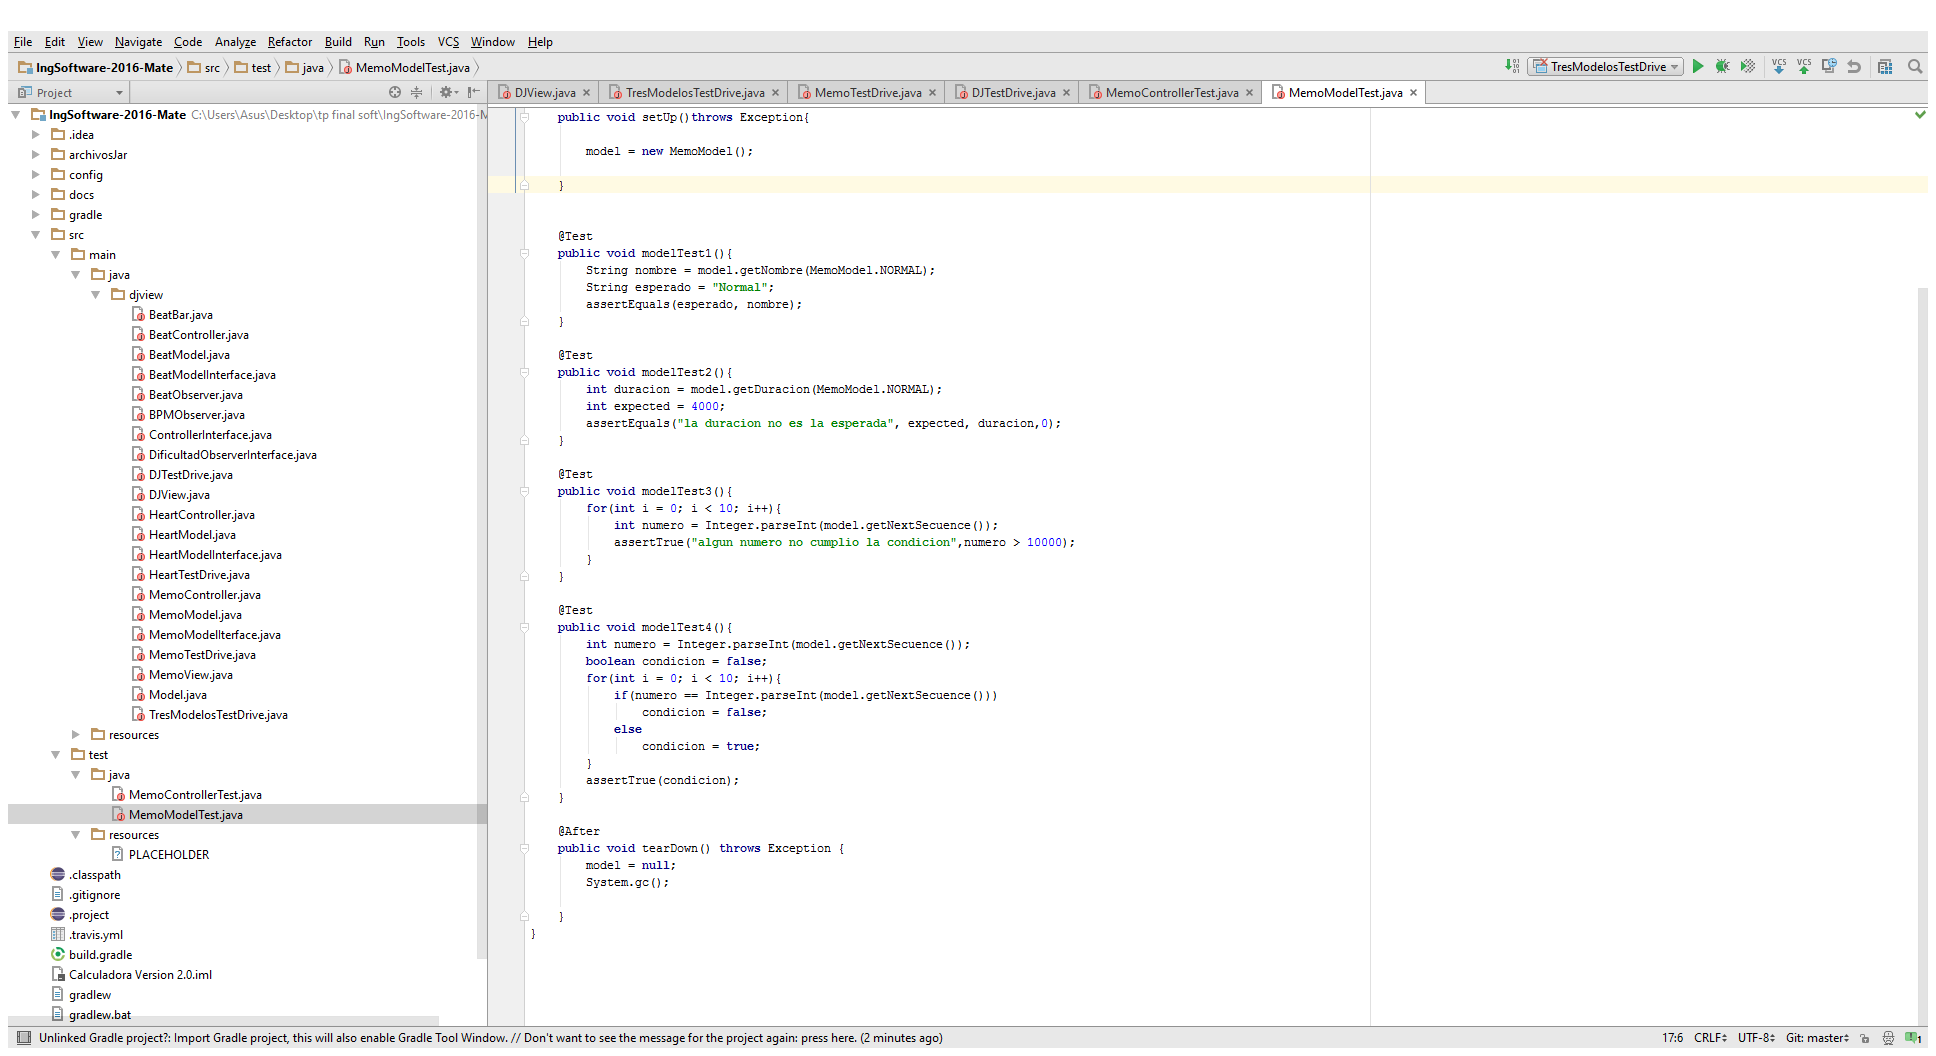 File Edit View Navigate Code Analyze Refactor Build Run Tools VCS Window Help
IngSoftware-2016-Mate src test java MemoModelTest.java TresModelosTestDrive VCS VCS
Project
DJView.java TresModelosTestDrive.java MemoTestDrive.java DJTestDrive.java MemoControllerTest.java MemoModelTest.java
IngSoftware-2016-Mate C:\Users\Asus\Desktop\tp final soft\IngSoftware-2016-M
.idea
archivosJar
config
docs
gradle
src
main
java
djview
BeatBar.java
BeatController.java
BeatModel.java
BeatModelInterface.java
BeatObserver.java
BPMObserver.java
ControllerInterface.java
DificultadObserverInterface.java
DJTestDrive.java
DJView.java
HeartController.java
HeartModel.java
HeartModelInterface.java
HeartTestDrive.java
MemoController.java
MemoModel.java
MemoModelIterface.java
MemoTestDrive.java
MemoView.java
Model.java
TresModelosTestDrive.java
resources
test
java
MemoControllerTest.java
MemoModelTest.java
resources
PLACEHOLDER
.classpath
.gitignore
.project
.travis.yml
build.gradle
Calculadora Version 2.0.iml
gradlew
gradlew.bat
public void setUp()throws Exception{
model = new MemoModel();
}
@Test
public void modelTest1(){
String nombre = model.getNombre(MemoModel.NORMAL);
String esperado = "Normal";
assertEquals(esperado, nombre);
}
@Test
public void modelTest2(){
int duracion = model.getDuracion(MemoModel.NORMAL);
int expected = 4000;
assertEquals("la duracion no es la esperada", expected, duracion,0);
}
@Test
public void modelTest3(){
for(int i = 0; i < 10; i++){
int numero = Integer.parseInt(model.getNextSecuence());
assertTrue("algun numero no cumplio la condicion",numero > 10000);
}
}
@Test
public void modelTest4(){
int numero = Integer.parseInt(model.getNextSecuence());
boolean condicion = false;
for(int i = 0; i < 10; i++){
if(numero == Integer.parseInt(model.getNextSecuence()))
condicion = false;
else
condicion = true;
}
assertTrue(condicion);
}
@After
public void tearDown() throws Exception {
model = null;
System.gc();
}
}
Unlinked Gradle project?: Import Gradle project, this will also enable Gradle Tool Window. // Don't want to see the message for the project again: press here. (2 minutes ago) 17:6 CRLF UTF-8 Git: master 1